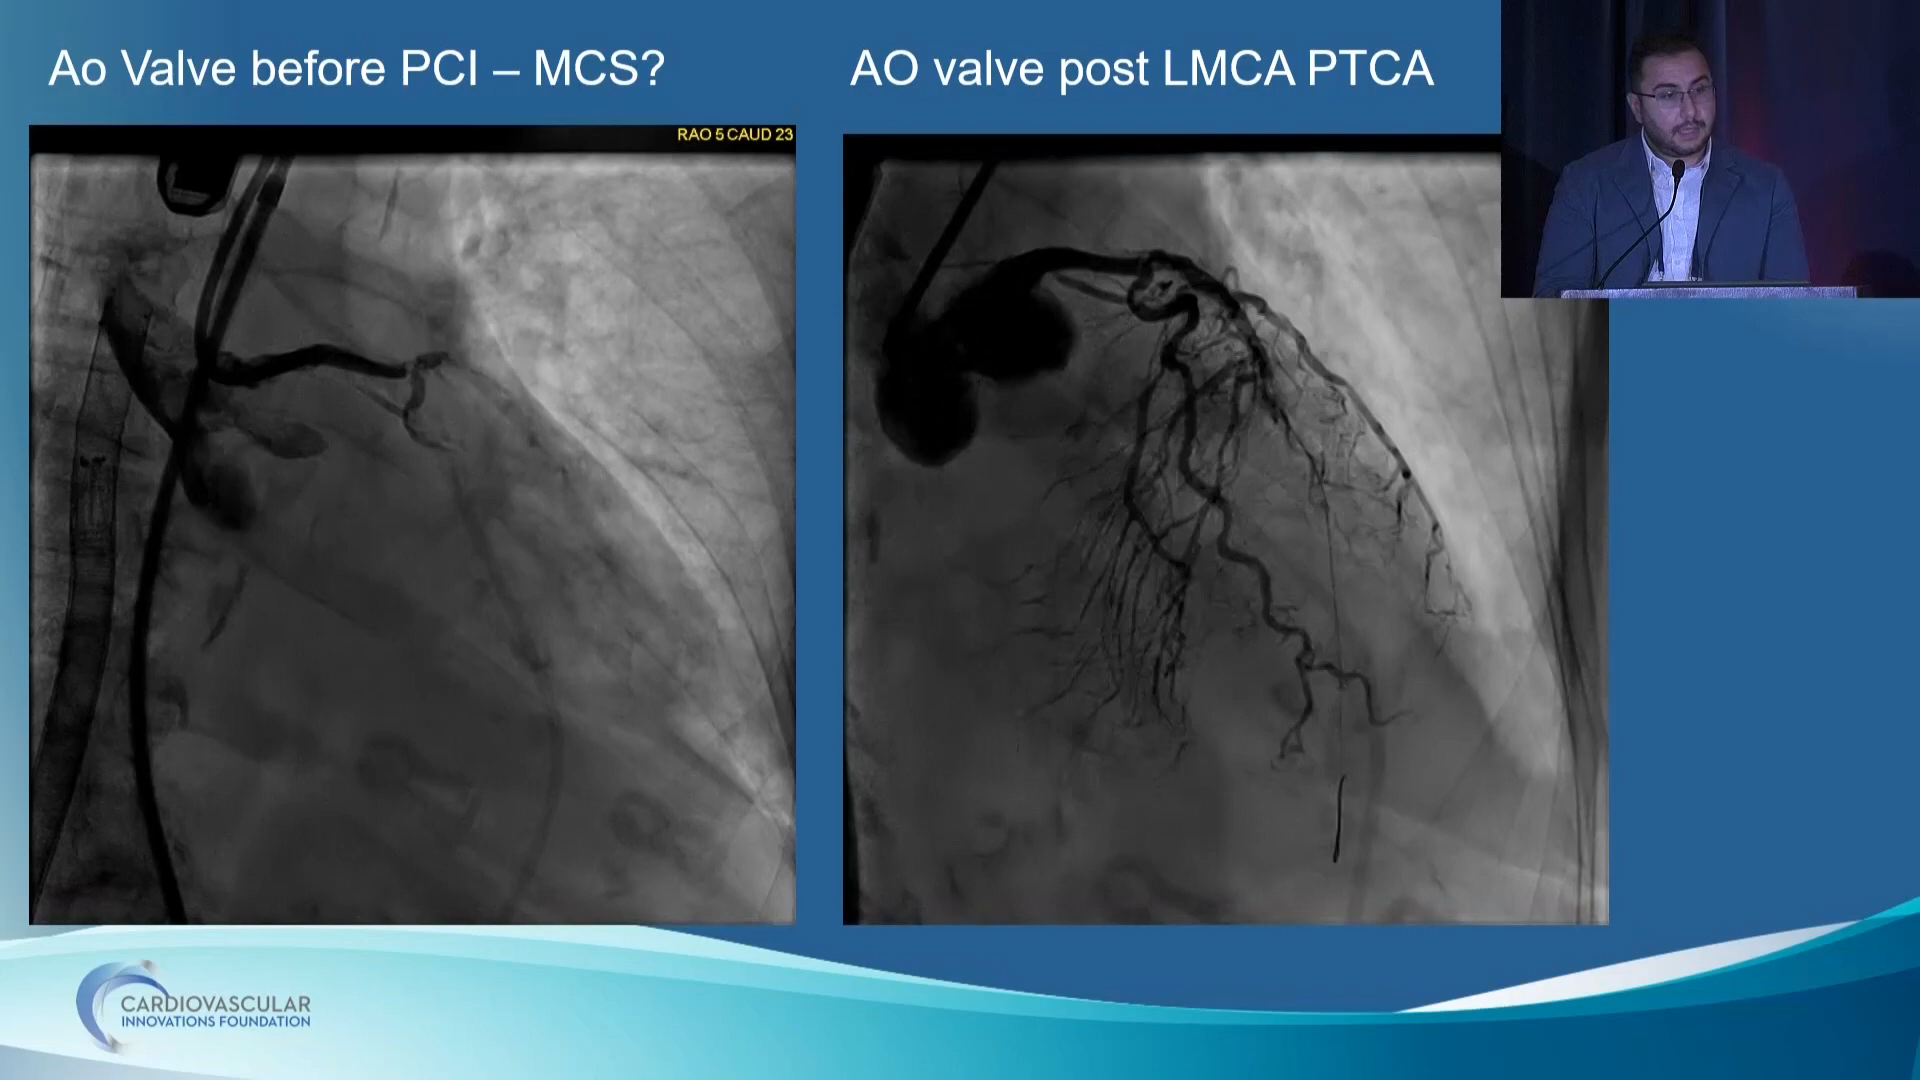 Ao Valve before PCI – MCS?
AO valve post LMCA PTCA
RAO 5 CAUD 23
CARDIOVASCULAR
INNOVATIONS FOUNDATION